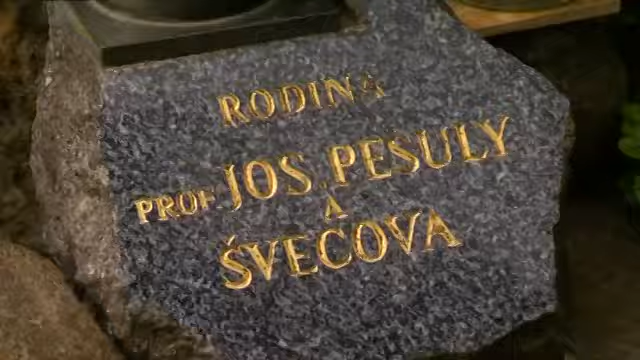 RODINA
PROF. JOS. PESULY
A
ŠVECOVA